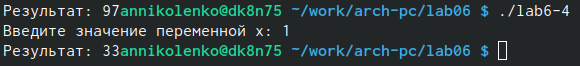 Результат: 97annikolenko@dk8n75 ~/work/arch-pc/lab06 $ ./lab6-4
Введите значение переменной x: 1
Результат: 33annikolenko@dk8n75 ~/work/arch-pc/lab06 $